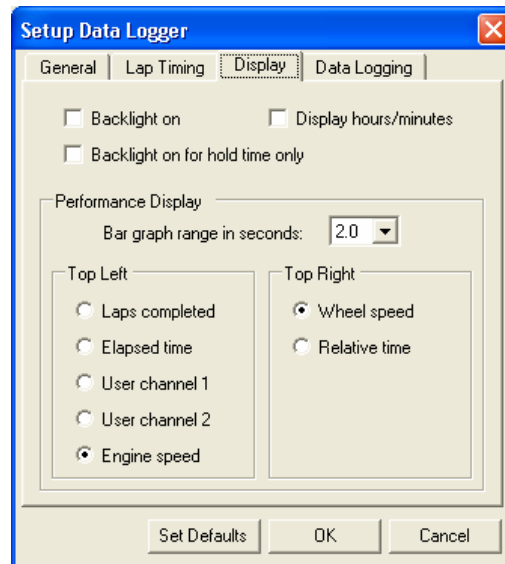 Setup Data Logger
General
Lap Timing
Display
Data Logging
Backlight on
Display hours/minutes
Backlight on for hold time only
Performance Display
Bar graph range in seconds: 2.0
Top Left
Laps completed
Elapsed time
User channel 1
User channel 2
Engine speed
Top Right
Wheel speed
Relative time
Set Defaults
OK
Cancel